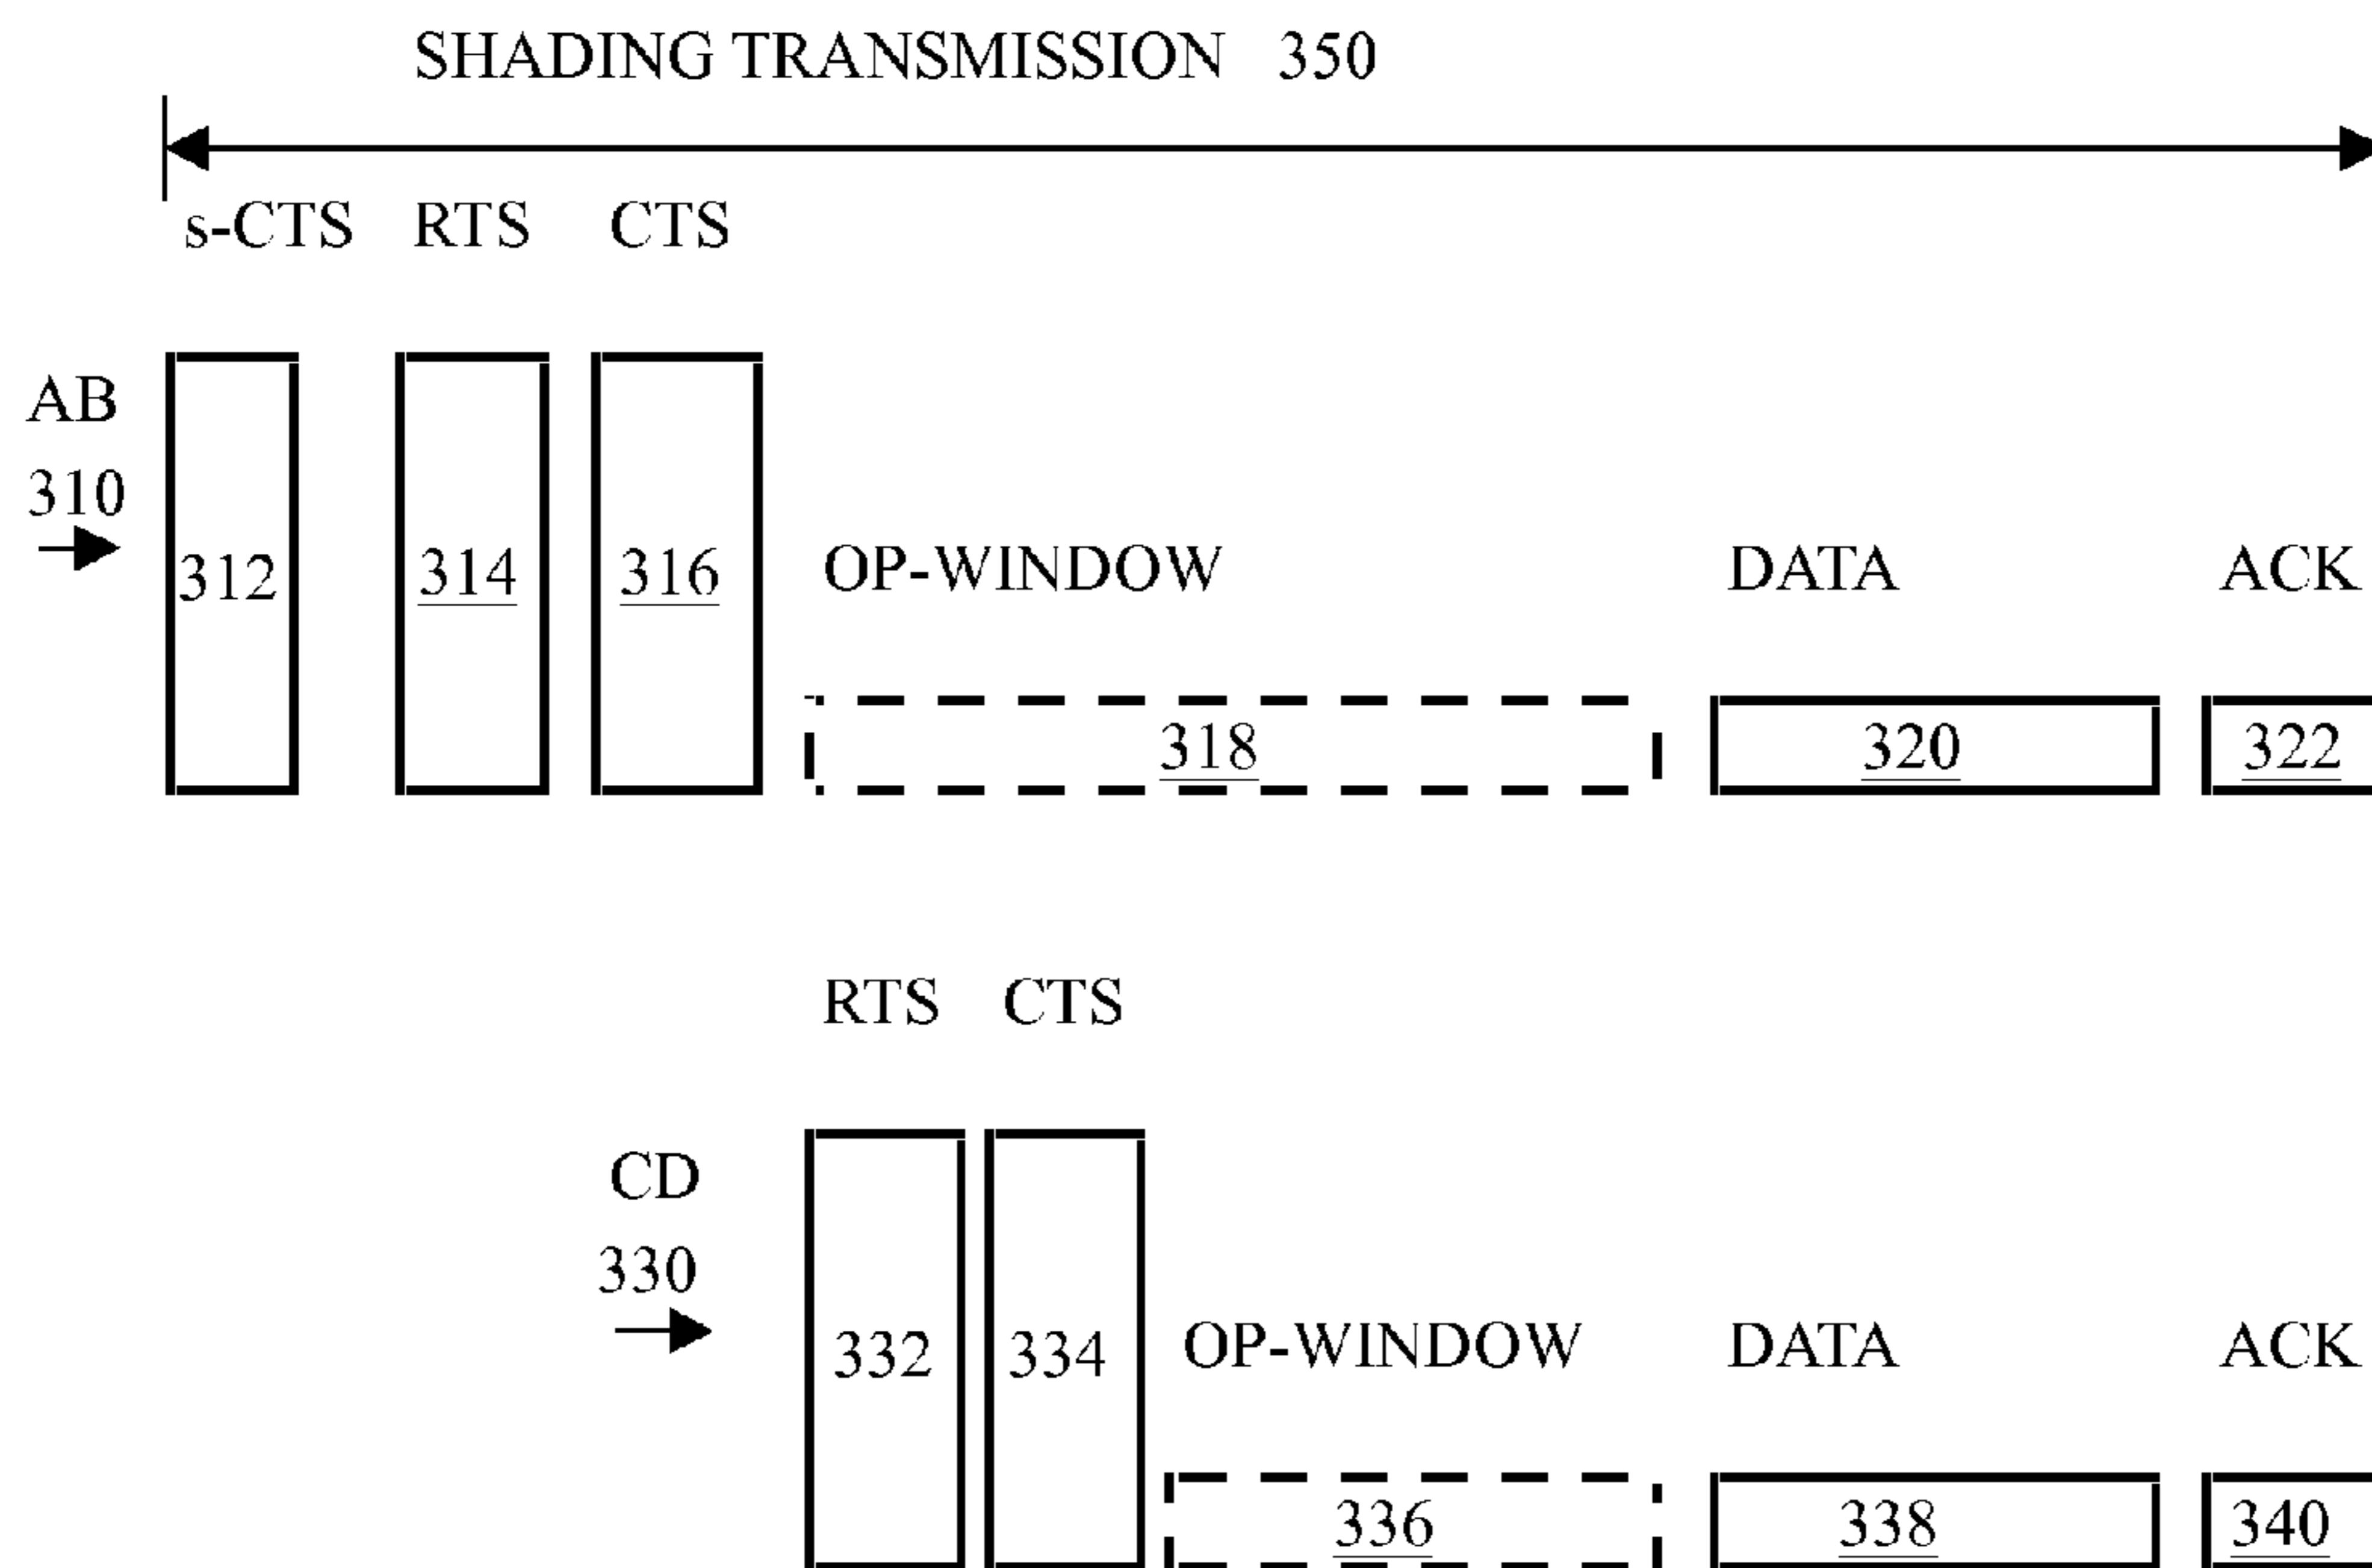 SHADING TRANSMISSION 350
s-CTS RTS CTS
AB
310
312 314 316
OP-WINDOW DATA ACK
318 320 322
RTS CTS
CD
330
332 334
OP-WINDOW DATA ACK
336 338 340